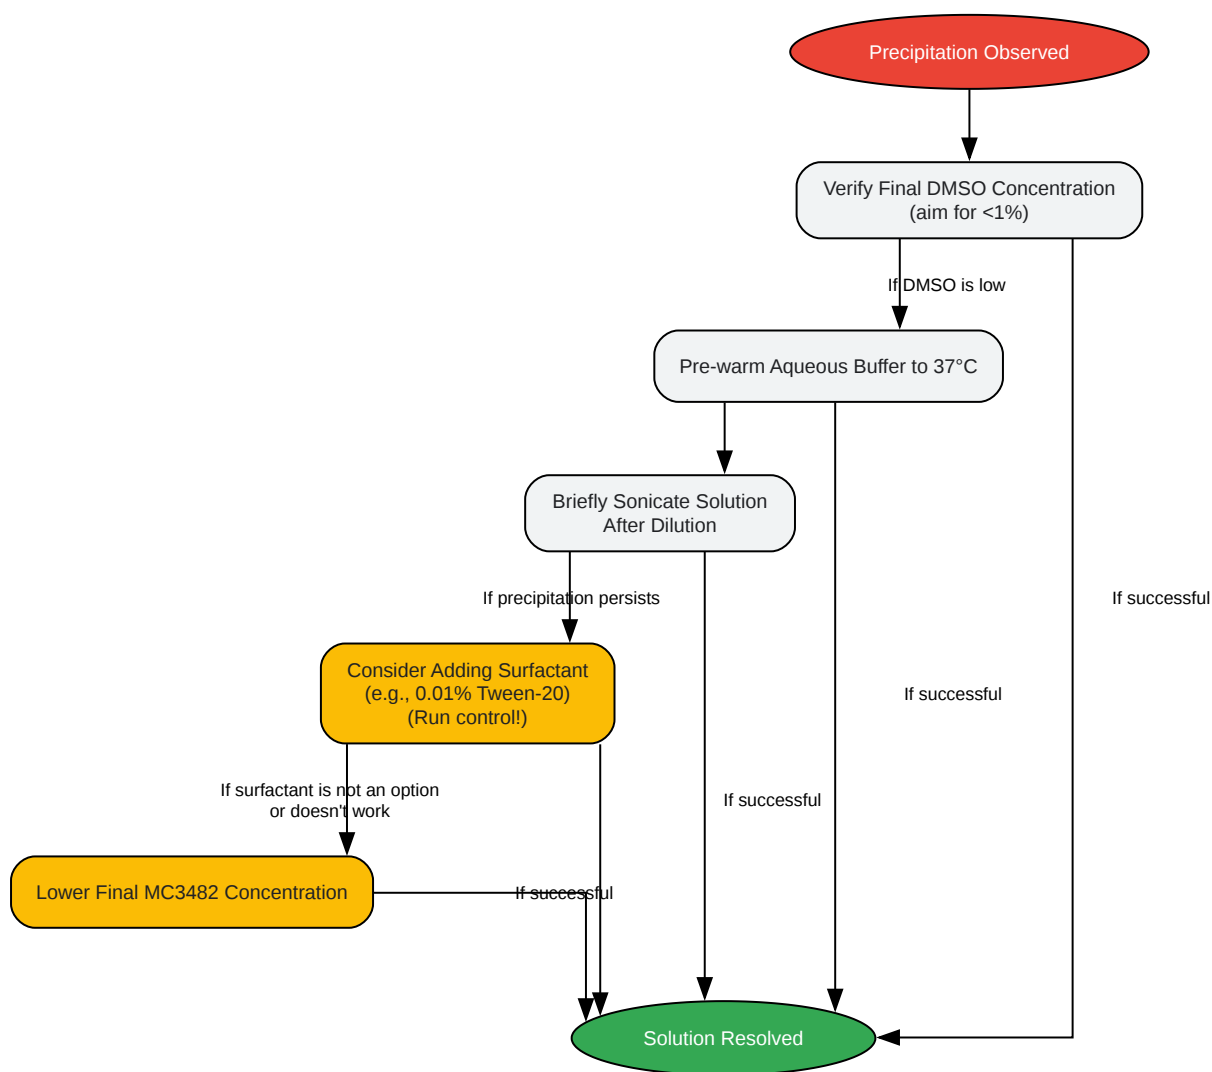 Precipitation Observed
Verify Final DMSO Concentration
(aim for <1%)
If DMSO is low
Pre-warm Aqueous Buffer to 37°C
Briefly Sonicate Solution
After Dilution
If precipitation persists
If successful
Consider Adding Surfactant
(e.g., 0.01% Tween-20)
(Run control!)
If successful
If surfactant is not an option
or doesn't work
If successful
Lower Final MC3482 Concentration
If successful
Solution Resolved